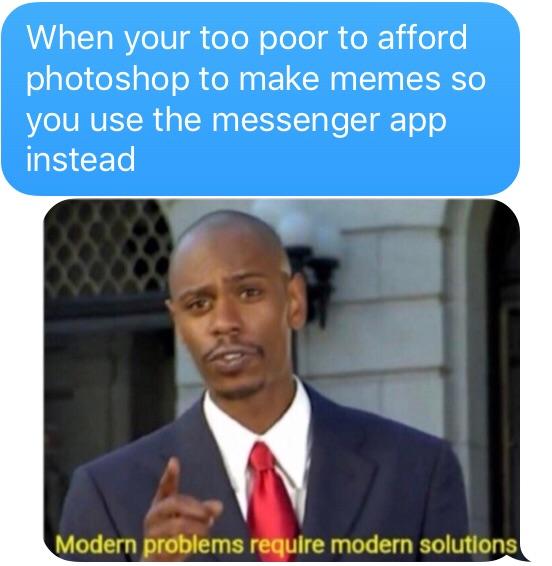 When your too poor to afford
photoshop to make memes so
you use the messenger app
instead
Modern problems require modern solutions